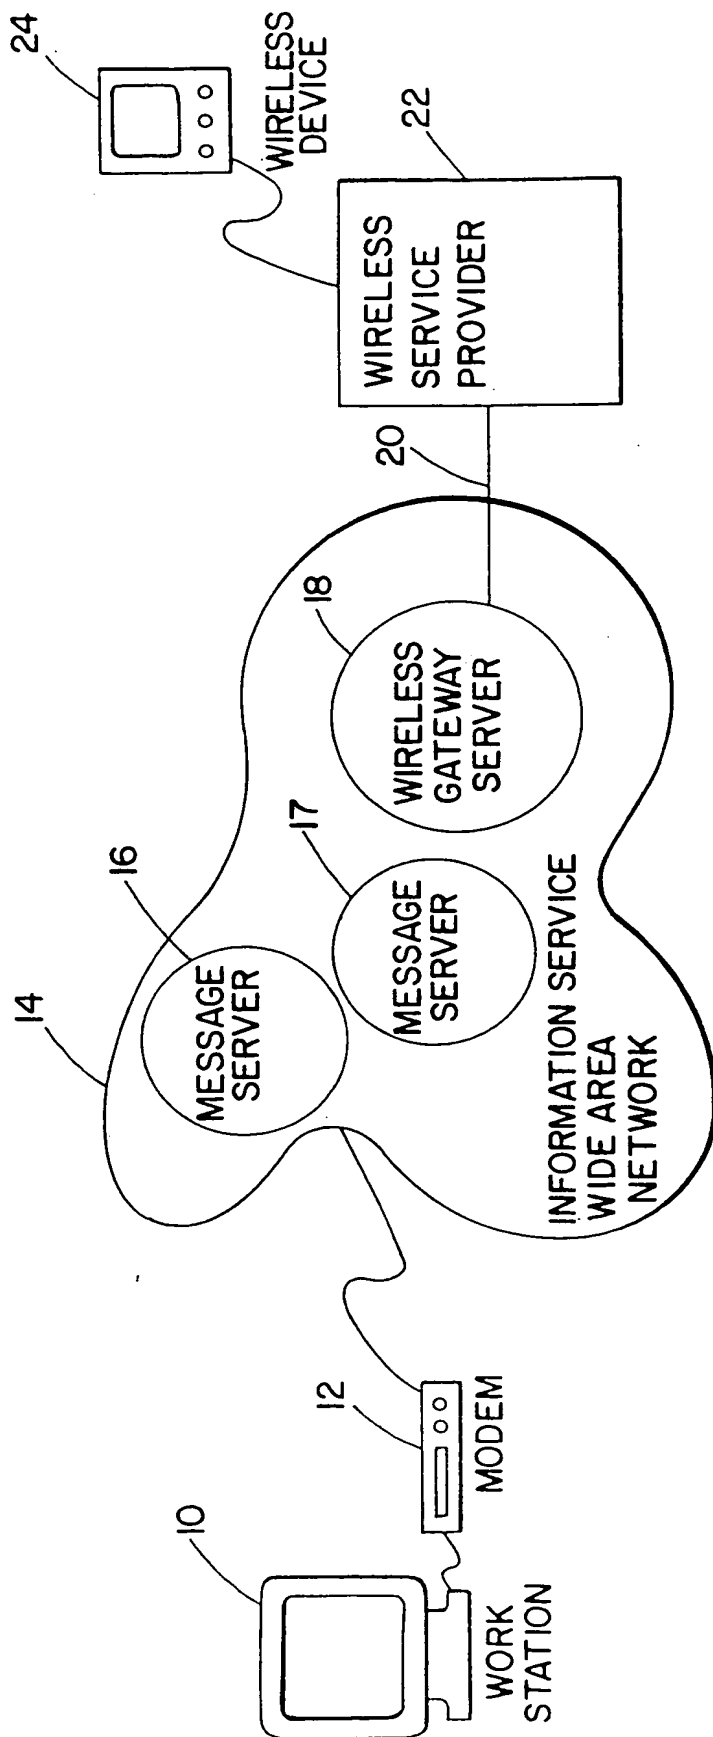 10
WORK
STATION
12
MODEM
14
16
MESSAGE
SERVER
17
MESSAGE
SERVER
INFORMATION SERVICE
WIDE AREA
NETWORK
18
WIRELESS
GATEWAY
SERVER
20
WIRELESS
SERVICE
PROVIDER
22
24
WIRELESS
DEVICE